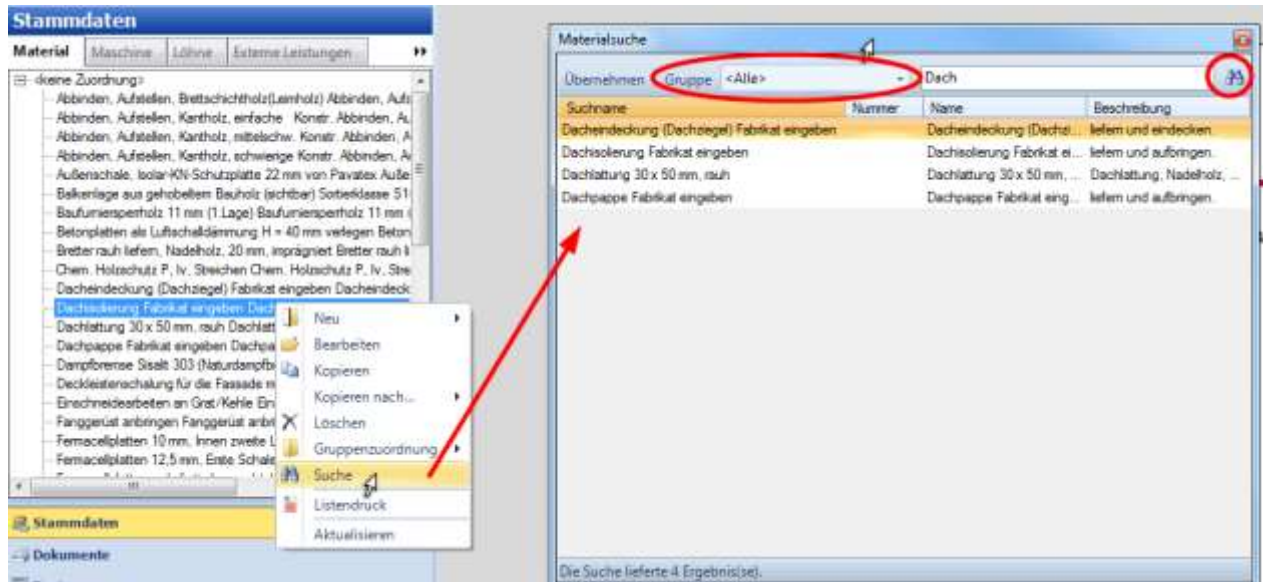 Stammdaten
Material Maschine Löhne Externe Leistungen
<keine Zuordnung>
Abbinden, Aufstellen, Brettschichtholz(Leimholz) Abbinden, Aufs
Abbinden, Aufstellen, Kantholz, einfache Konstr. Abbinden, Au
Abbinden, Aufstellen, Kantholz, mittelschw. Konstr. Abbinden, A
Abbinden, Aufstellen, Kantholz, schwierige Konstr. Abbinden, A
Außenschale, Isolar-KN-Schutzplatte 22 mm von Pavatex Auße
Balkenlage aus gehobeltem Bauholz (sichtbar) Sortierklasse S1
Baufurniersperrholz 11 mm (1.Lage) Baufurniersperrholz 11 mm (
Betonplatten als Luftschalldämmung H = 40 mm verlegen Beton
Bretter rauh liefern, Nadelholz, 20 mm, imprägniert Bretter rauh li
Chem. Holzschutz P, Iv, Streichen Chem. Holzschutz P, Iv, Stre
Dacheindeckung (Dachziegel) Fabrikat eingeben Dacheindeck
Dachisolierung Fabrikat eingeben Dach
Dachlattung 30 x 50 mm, rauh Dachlatt
Dachpappe Fabrikat eingeben Dachpa
Dampfbremse Sisalt 303 (Naturdampfb
Deckleistenschalung für die Fassade m
Einschneidearbeiten an Grat/Kehle Ein
Fanggerüst anbringen Fanggerüst anbri
Fermacellplatten 10 mm, Innen zweite L
Fermacellplatten 12,5 mm, Erste Schale
Stammdaten
Dokumente
Neu
Bearbeiten
Kopieren
Kopieren nach...
Löschen
Gruppenzuordnung
Suche
Listendruck
Aktualisieren
Materialsuche
Übernehmen Gruppe <Alle> Dach
Suchname Nummer Name Beschreibung
Dacheindeckung (Dachziegel) Fabrikat eingeben Dacheindeckung (Dachzi... liefern und eindecken.
Dachisolierung Fabrikat eingeben Dachisolierung Fabrikat ei... liefern und aufbringen.
Dachlattung 30 x 50 mm, rauh Dachlattung 30 x 50 mm, ... Dachlattung, Nadelholz, ...
Dachpappe Fabrikat eingeben Dachpappe Fabrikat eing... liefern und aufbringen.
Die Suche lieferte 4 Ergebnis(se).